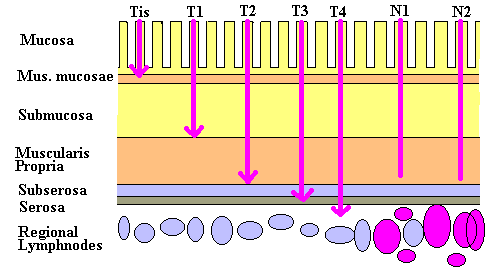 Tis T1 T2 T3 T4 N1 N2
Mucosa
Mus. mucosae
Submucosa
Muscularis
Propria
Subserosa
Serosa
Regional
Lymphnodes